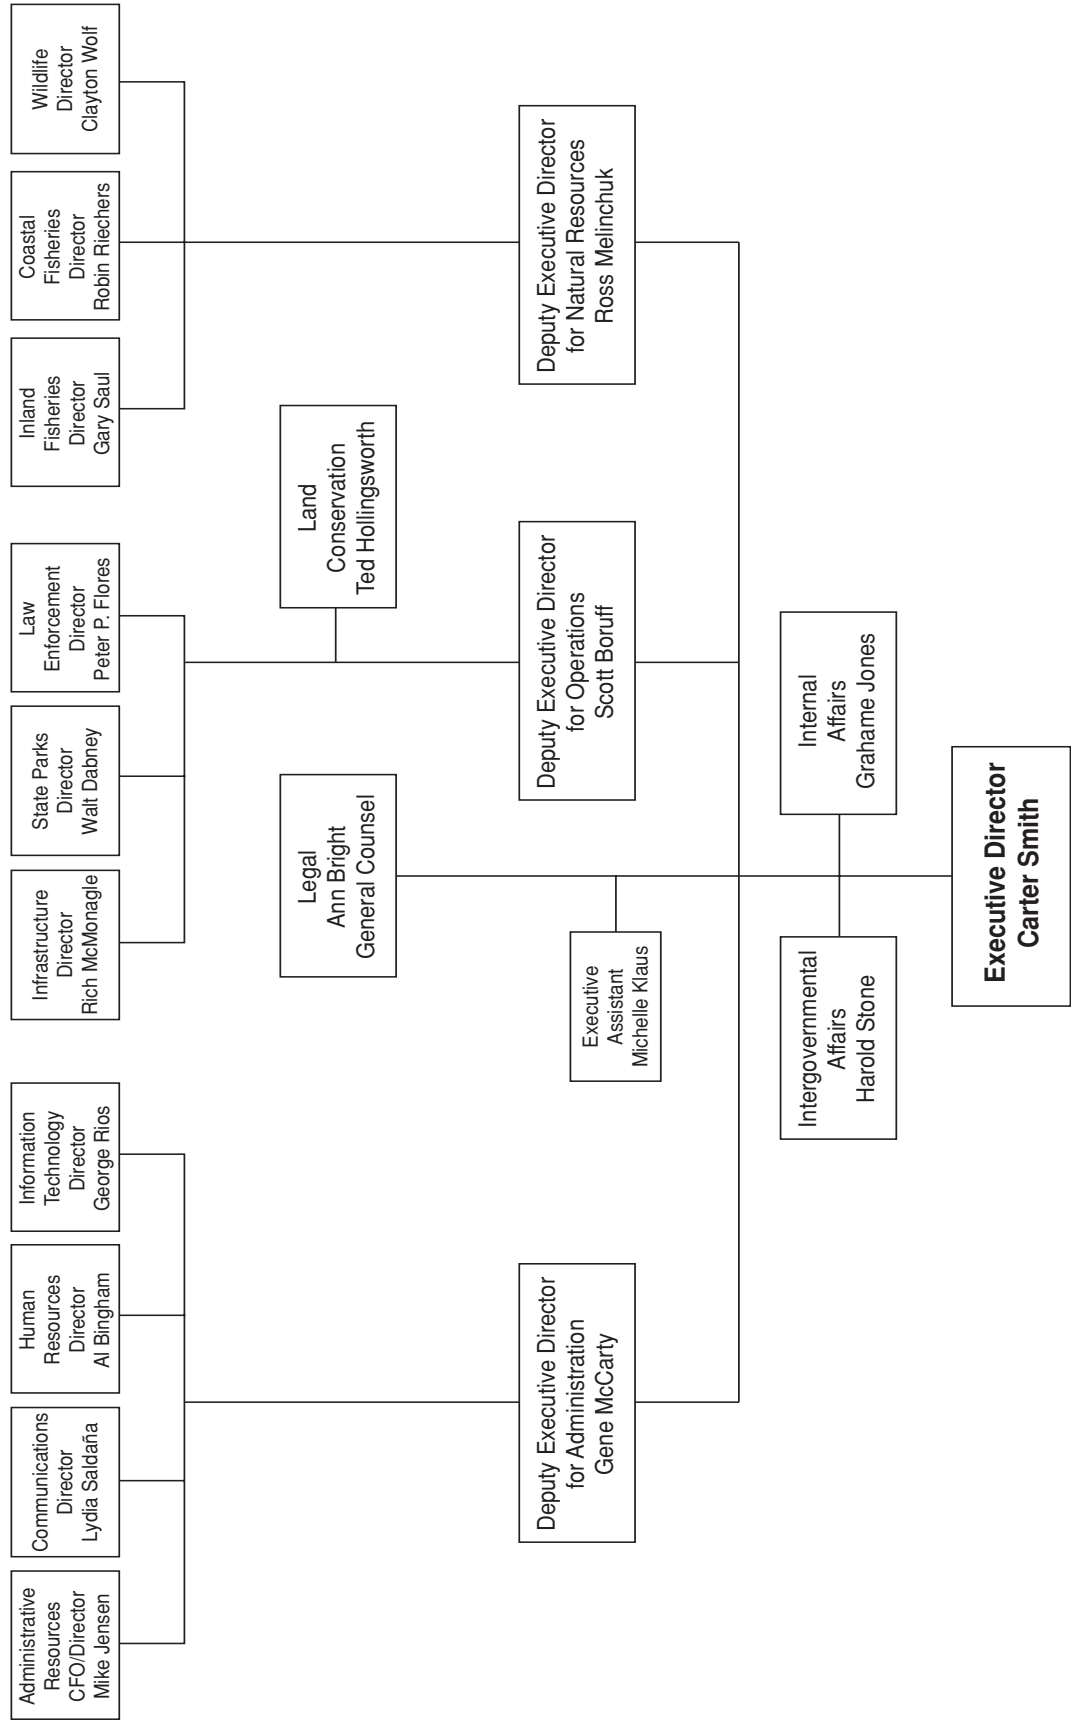 Wildlife
Director
Clayton Wolf
Coastal
Fisheries
Director
Robin Riechers
Inland
Fisheries
Director
Gary Saul
Law
Enforcement
Director
Peter P. Flores
State Parks
Director
Walt Dabney
Infrastructure
Director
Rich McMonagle
Information
Technology
Director
George Rios
Human
Resources
Director
Al Bingham
Communications
Director
Lydia Saldaña
Administrative
Resources
CFO/Director
Mike Jensen
Land
Conservation
Ted Hollingsworth
Legal
Ann Bright
General Counsel
Deputy Executive Director
for Natural Resources
Ross Melinchuk
Deputy Executive Director
for Operations
Scott Boruff
Executive
Assistant
Michelle Klaus
Deputy Executive Director
for Administration
Gene McCarty
Internal
Affairs
Grahame Jones
Intergovernmental
Affairs
Harold Stone
Executive Director
Carter Smith